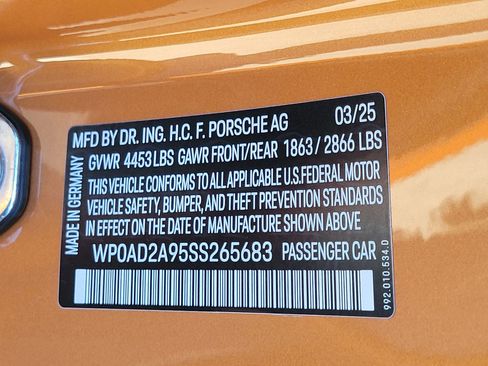 MADE IN GERMANY
MFD BY DR. ING. H.C. F. PORSCHE AG 03/25
GVWR 4453 LBS GAWR FRONT/REAR 1863 / 2866 LBS
THIS VEHICLE CONFORMS TO ALL APPLICABLE U.S. FEDERAL MOTOR
VEHICLE SAFETY, BUMPER, AND THEFT PREVENTION STANDARDS
IN EFFECT ON THE DATE OF MANUFACTURE SHOWN ABOVE
WP0AD2A95SS265683 PASSENGER CAR
992.010.534.D